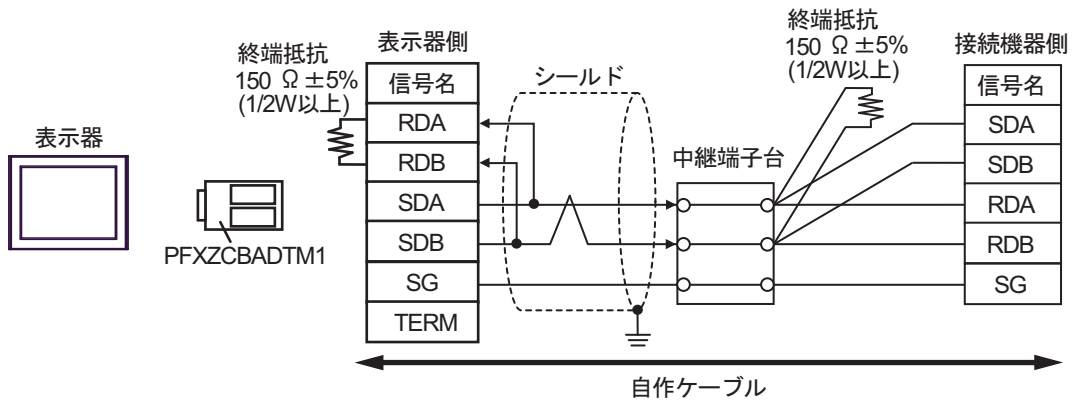 表示器
PFXZCBADTM1
終端抵抗
150 Ω ±5%
(1/2W以上)
表示器側
信号名
RDA
RDB
SDA
SDB
SG
TERM
シールド
中継端子台
終端抵抗
150 Ω ±5%
(1/2W以上)
接続機器側
信号名
SDA
SDB
RDA
RDB
SG
自作ケーブル